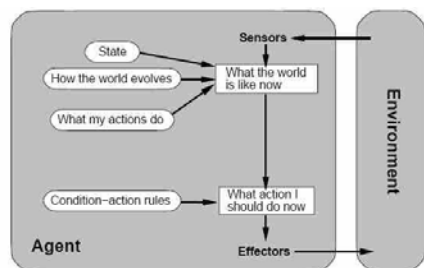 Sensors
State
How the world evolves
What my actions do
What the world
is like now
Condition−action rules
What action I
should do now
Agent
Effectors
Environment